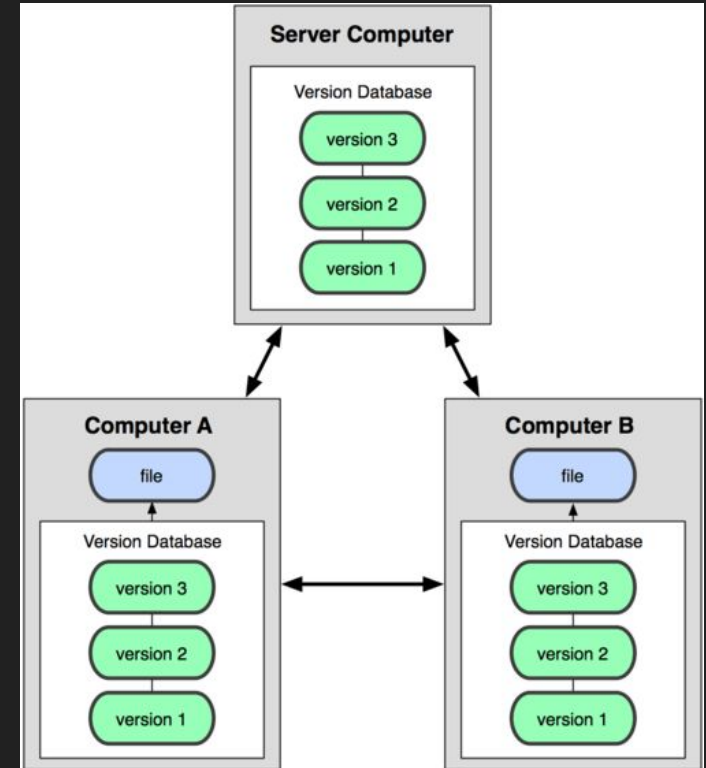 Server Computer
Version Database
version 3
version 2
version 1
Computer A
file
Version Database
version 3
version 2
version 1
Computer B
file
Version Database
version 3
version 2
version 1